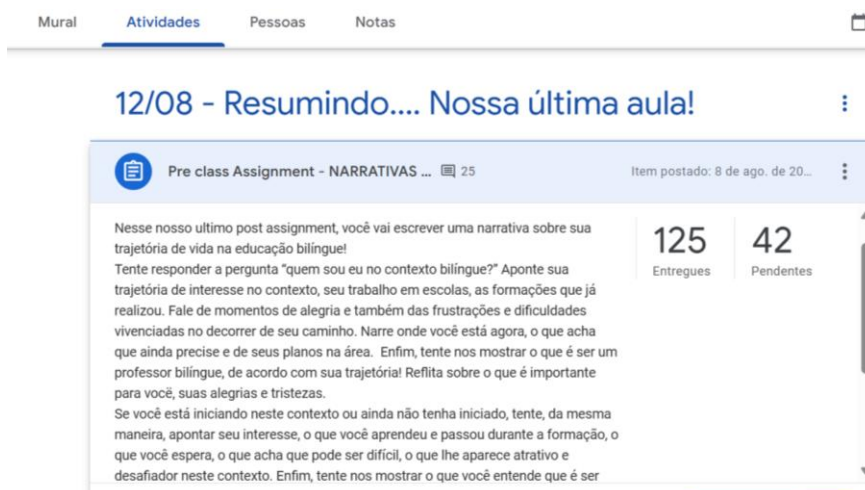 Mural Atividades Pessoas Notas
12/08 - Resumindo.... Nossa última aula!
Pre class Assignment - NARRATIVAS ... 25 Item postado: 8 de ago. de 20...
Nesse nosso ultimo post assignment, você vai escrever uma narrativa sobre sua
trajetória de vida na educação bilíngue!
Tente responder a pergunta “quem sou eu no contexto bilíngue?” Aponte sua
trajetória de interesse no contexto, seu trabalho em escolas, as formações que já
realizou. Fale de momentos de alegria e também das frustrações e dificuldades
vivenciadas no decorrer de seu caminho. Narre onde você está agora, o que acha
que ainda precise e de seus planos na área. Enfim, tente nos mostrar o que é ser um
professor bilíngue, de acordo com sua trajetória! Reflita sobre o que é importante
para você, suas alegrias e tristezas.
Se você está iniciando neste contexto ou ainda não tenha iniciado, tente, da mesma
maneira, apontar seu interesse, o que você aprendeu e passou durante a formação, o
que você espera, o que acha que pode ser difícil, o que lhe aparece atrativo e
desafiador neste contexto. Enfim, tente nos mostrar o que você entende que é ser
125 42
Entregues Pendentes